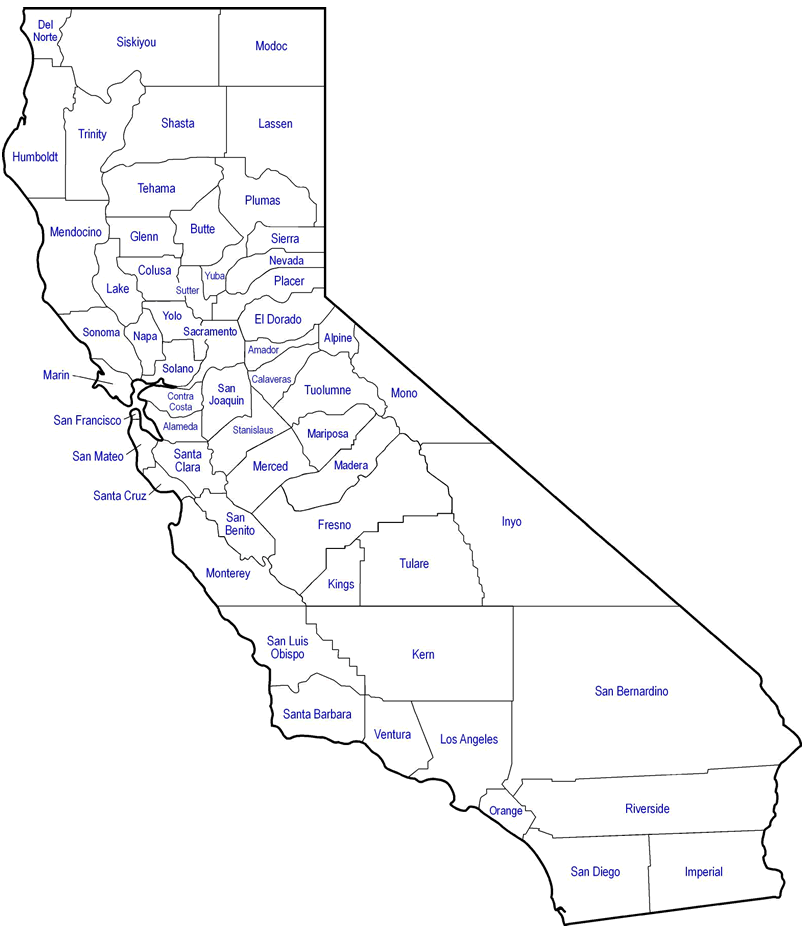 Del
Norte
Siskiyou
Modoc
Shasta
Lassen
Trinity
Humboldt
Tehama
Plumas
Mendocino
Glenn
Butte
Sierra
Nevada
Colusa
Yuba
Placer
Lake
Sutter
Yolo
El Dorado
Sonoma
Napa
Sacramento
Alpine
Amador
Solano
Marin
Calaveras
San
Joaquin
Tuolumne
Mono
Contra
Costa
San Francisco
Alameda
Stanislaus
Mariposa
San Mateo
Santa
Clara
Merced
Madera
Santa Cruz
San
Benito
Fresno
Inyo
Monterey
Kings
Tulare
San Luis
Obispo
Kern
San Bernardino
Santa Barbara
Ventura
Los Angeles
Orange
Riverside
San Diego
Imperial